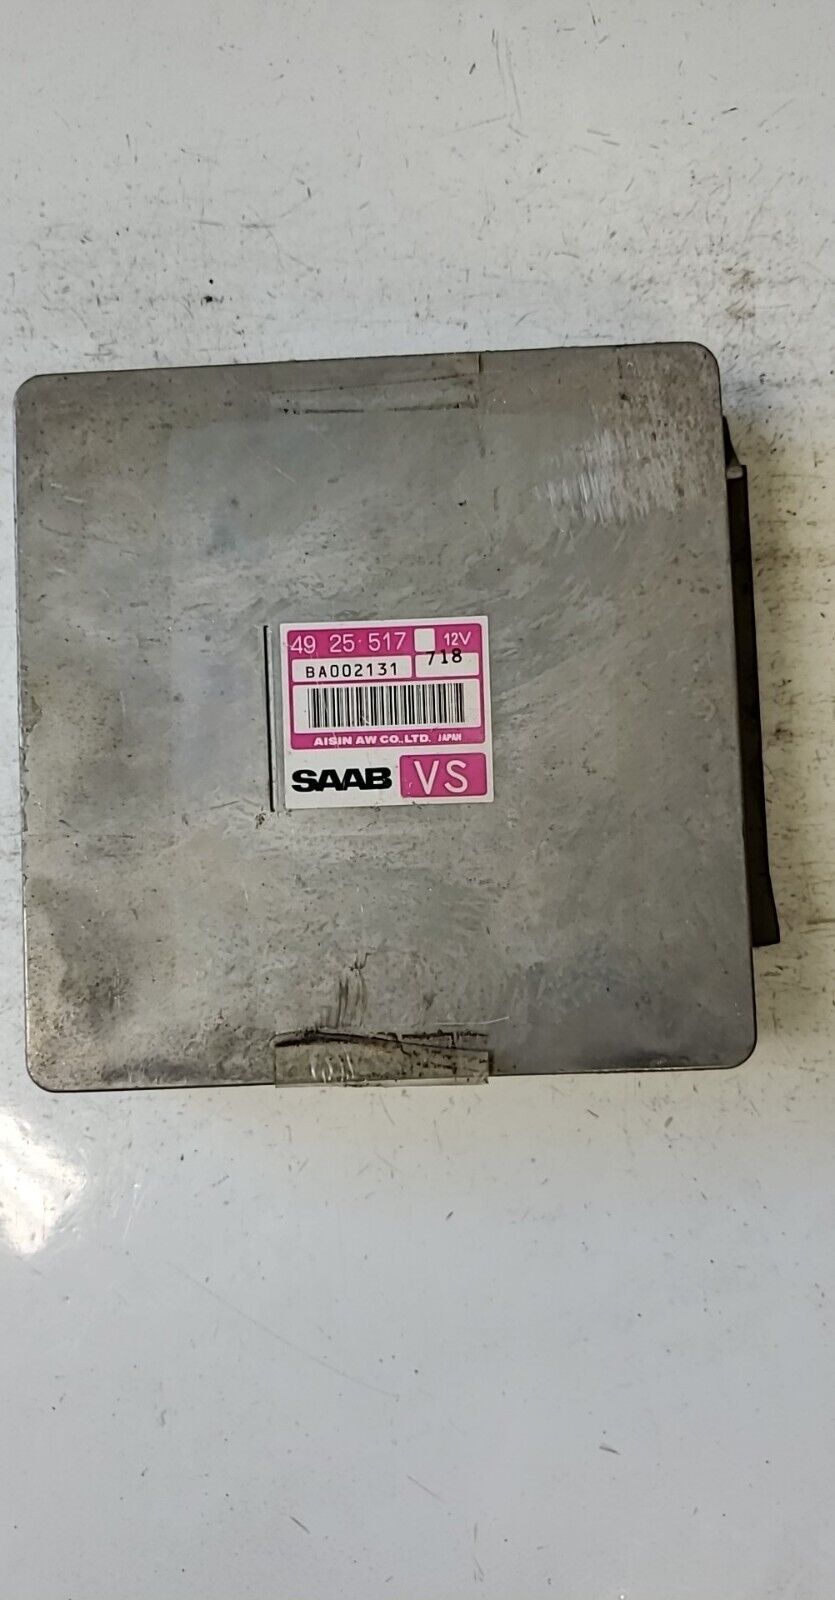 49 25·517 12V
BA002131 718
AISIN AW CO.,LTD. JAPAN
SAAB VS